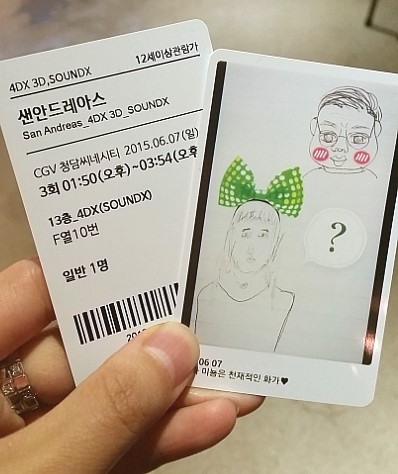 4DX 3D,SOUNDX
12세이상관람가
샌안드레아스
San Andreas_4DX 3D_SOUNDX
CGV 청담씨네시티 2015.06.07(일)
3회 01:50(오후)~03:54(오후
13층_4DX(SOUNDX)
F열10번
일반 1명
?
06 07
미뇽은 천재적인 화가♥